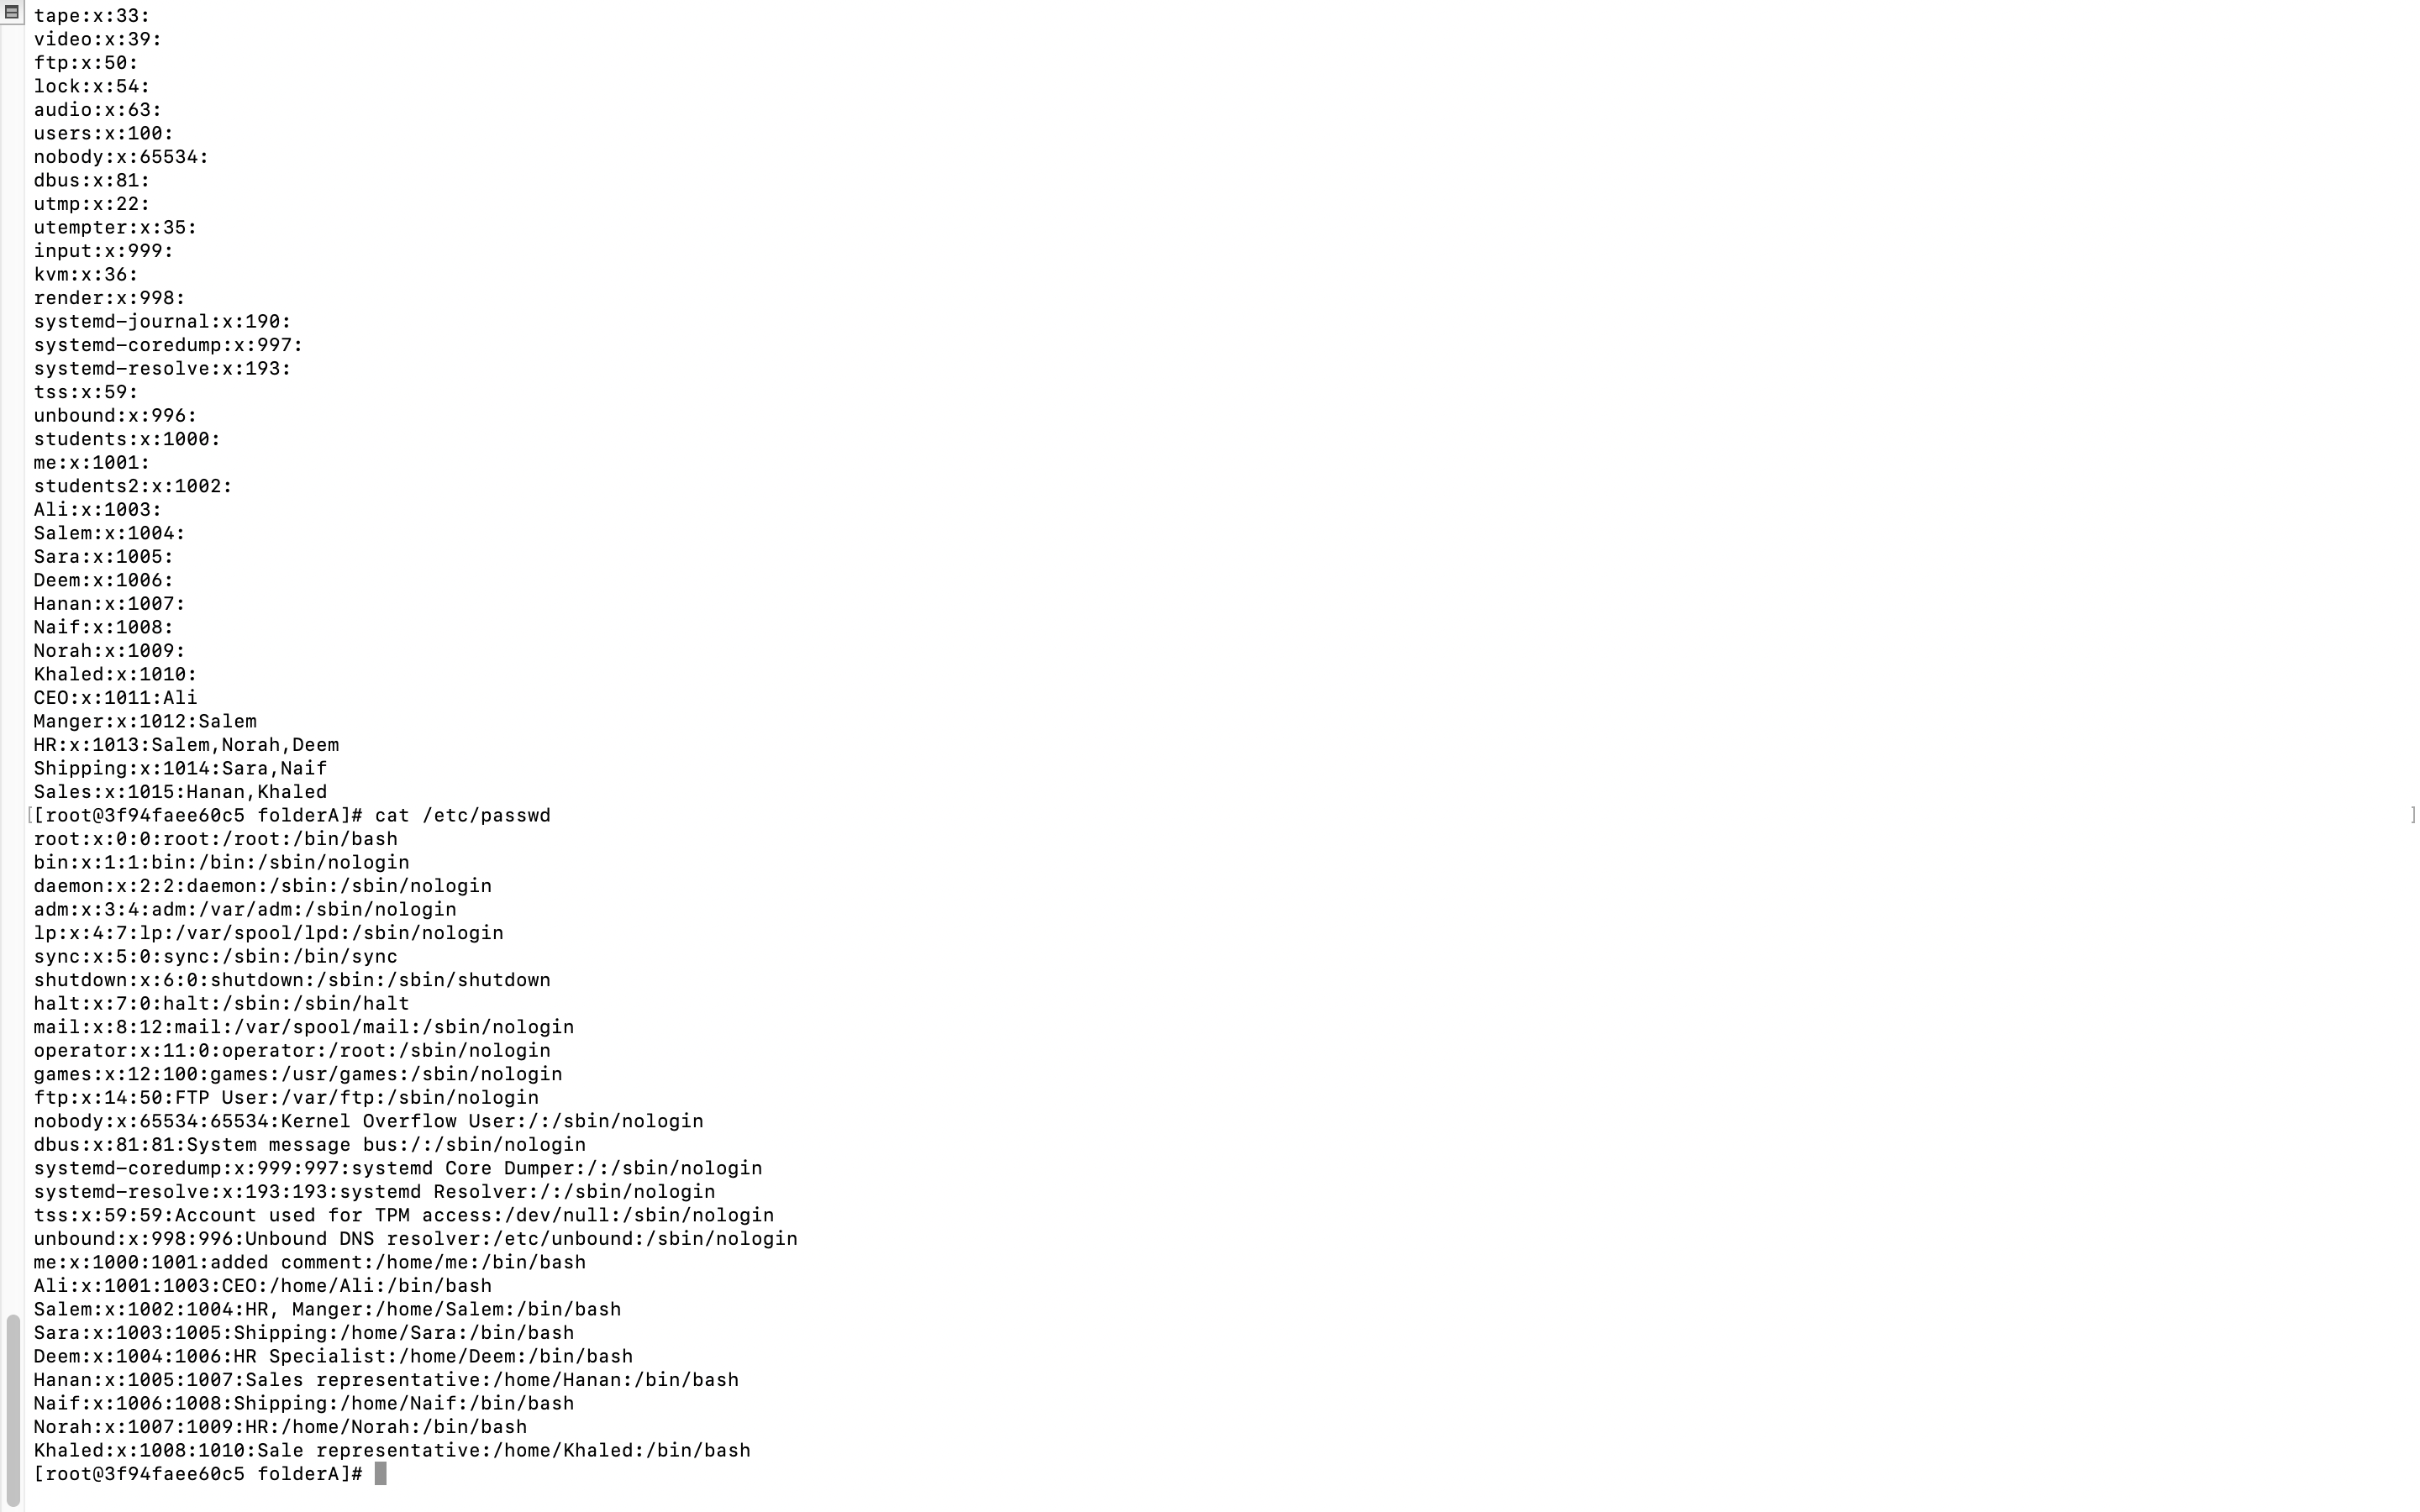 tape:x:33:
video:x:39:
ftp:x:50:
lock:x:54:
audio:x:63:
users:x:100:
nobody:x:65534:
dbus:x:81:
utmp:x:22:
utempter:x:35:
input:x:999:
kvm:x:36:
render:x:998:
systemd-journal:x:190:
systemd-coredump:x:997:
systemd-resolve:x:193:
tss:x:59:
unbound:x:996:
students:x:1000:
me:x:1001:
students2:x:1002:
Ali:x:1003:
Salem:x:1004:
Sara:x:1005:
Deem:x:1006:
Hanan:x:1007:
Naif:x:1008:
Norah:x:1009:
Khaled:x:1010:
CEO:x:1011:Ali
Manger:x:1012:Salem
HR:x:1013:Salem,Norah,Deem
Shipping:x:1014:Sara,Naif
Sales:x:1015:Hanan,Khaled
[[root@3f94faee60c5 folderA]# cat /etc/passwd ]
root:x:0:0:root:/root:/bin/bash
bin:x:1:1:bin:/bin:/sbin/nologin
daemon:x:2:2:daemon:/sbin:/sbin/nologin
adm:x:3:4:adm:/var/adm:/sbin/nologin
lp:x:4:7:lp:/var/spool/lpd:/sbin/nologin
sync:x:5:0:sync:/sbin:/bin/sync
shutdown:x:6:0:shutdown:/sbin:/sbin/shutdown
halt:x:7:0:halt:/sbin:/sbin/halt
mail:x:8:12:mail:/var/spool/mail:/sbin/nologin
operator:x:11:0:operator:/root:/sbin/nologin
games:x:12:100:games:/usr/games:/sbin/nologin
ftp:x:14:50:FTP User:/var/ftp:/sbin/nologin
nobody:x:65534:65534:Kernel Overflow User:/:/sbin/nologin
dbus:x:81:81:System message bus:/:/sbin/nologin
systemd-coredump:x:999:997:systemd Core Dumper:/:/sbin/nologin
systemd-resolve:x:193:193:systemd Resolver:/:/sbin/nologin
tss:x:59:59:Account used for TPM access:/dev/null:/sbin/nologin
unbound:x:998:996:Unbound DNS resolver:/etc/unbound:/sbin/nologin
me:x:1000:1001:added comment:/home/me:/bin/bash
Ali:x:1001:1003:CEO:/home/Ali:/bin/bash
Salem:x:1002:1004:HR, Manger:/home/Salem:/bin/bash
Sara:x:1003:1005:Shipping:/home/Sara:/bin/bash
Deem:x:1004:1006:HR Specialist:/home/Deem:/bin/bash
Hanan:x:1005:1007:Sales representative:/home/Hanan:/bin/bash
Naif:x:1006:1008:Shipping:/home/Naif:/bin/bash
Norah:x:1007:1009:HR:/home/Norah:/bin/bash
Khaled:x:1008:1010:Sale representative:/home/Khaled:/bin/bash
[root@3f94faee60c5 folderA]#